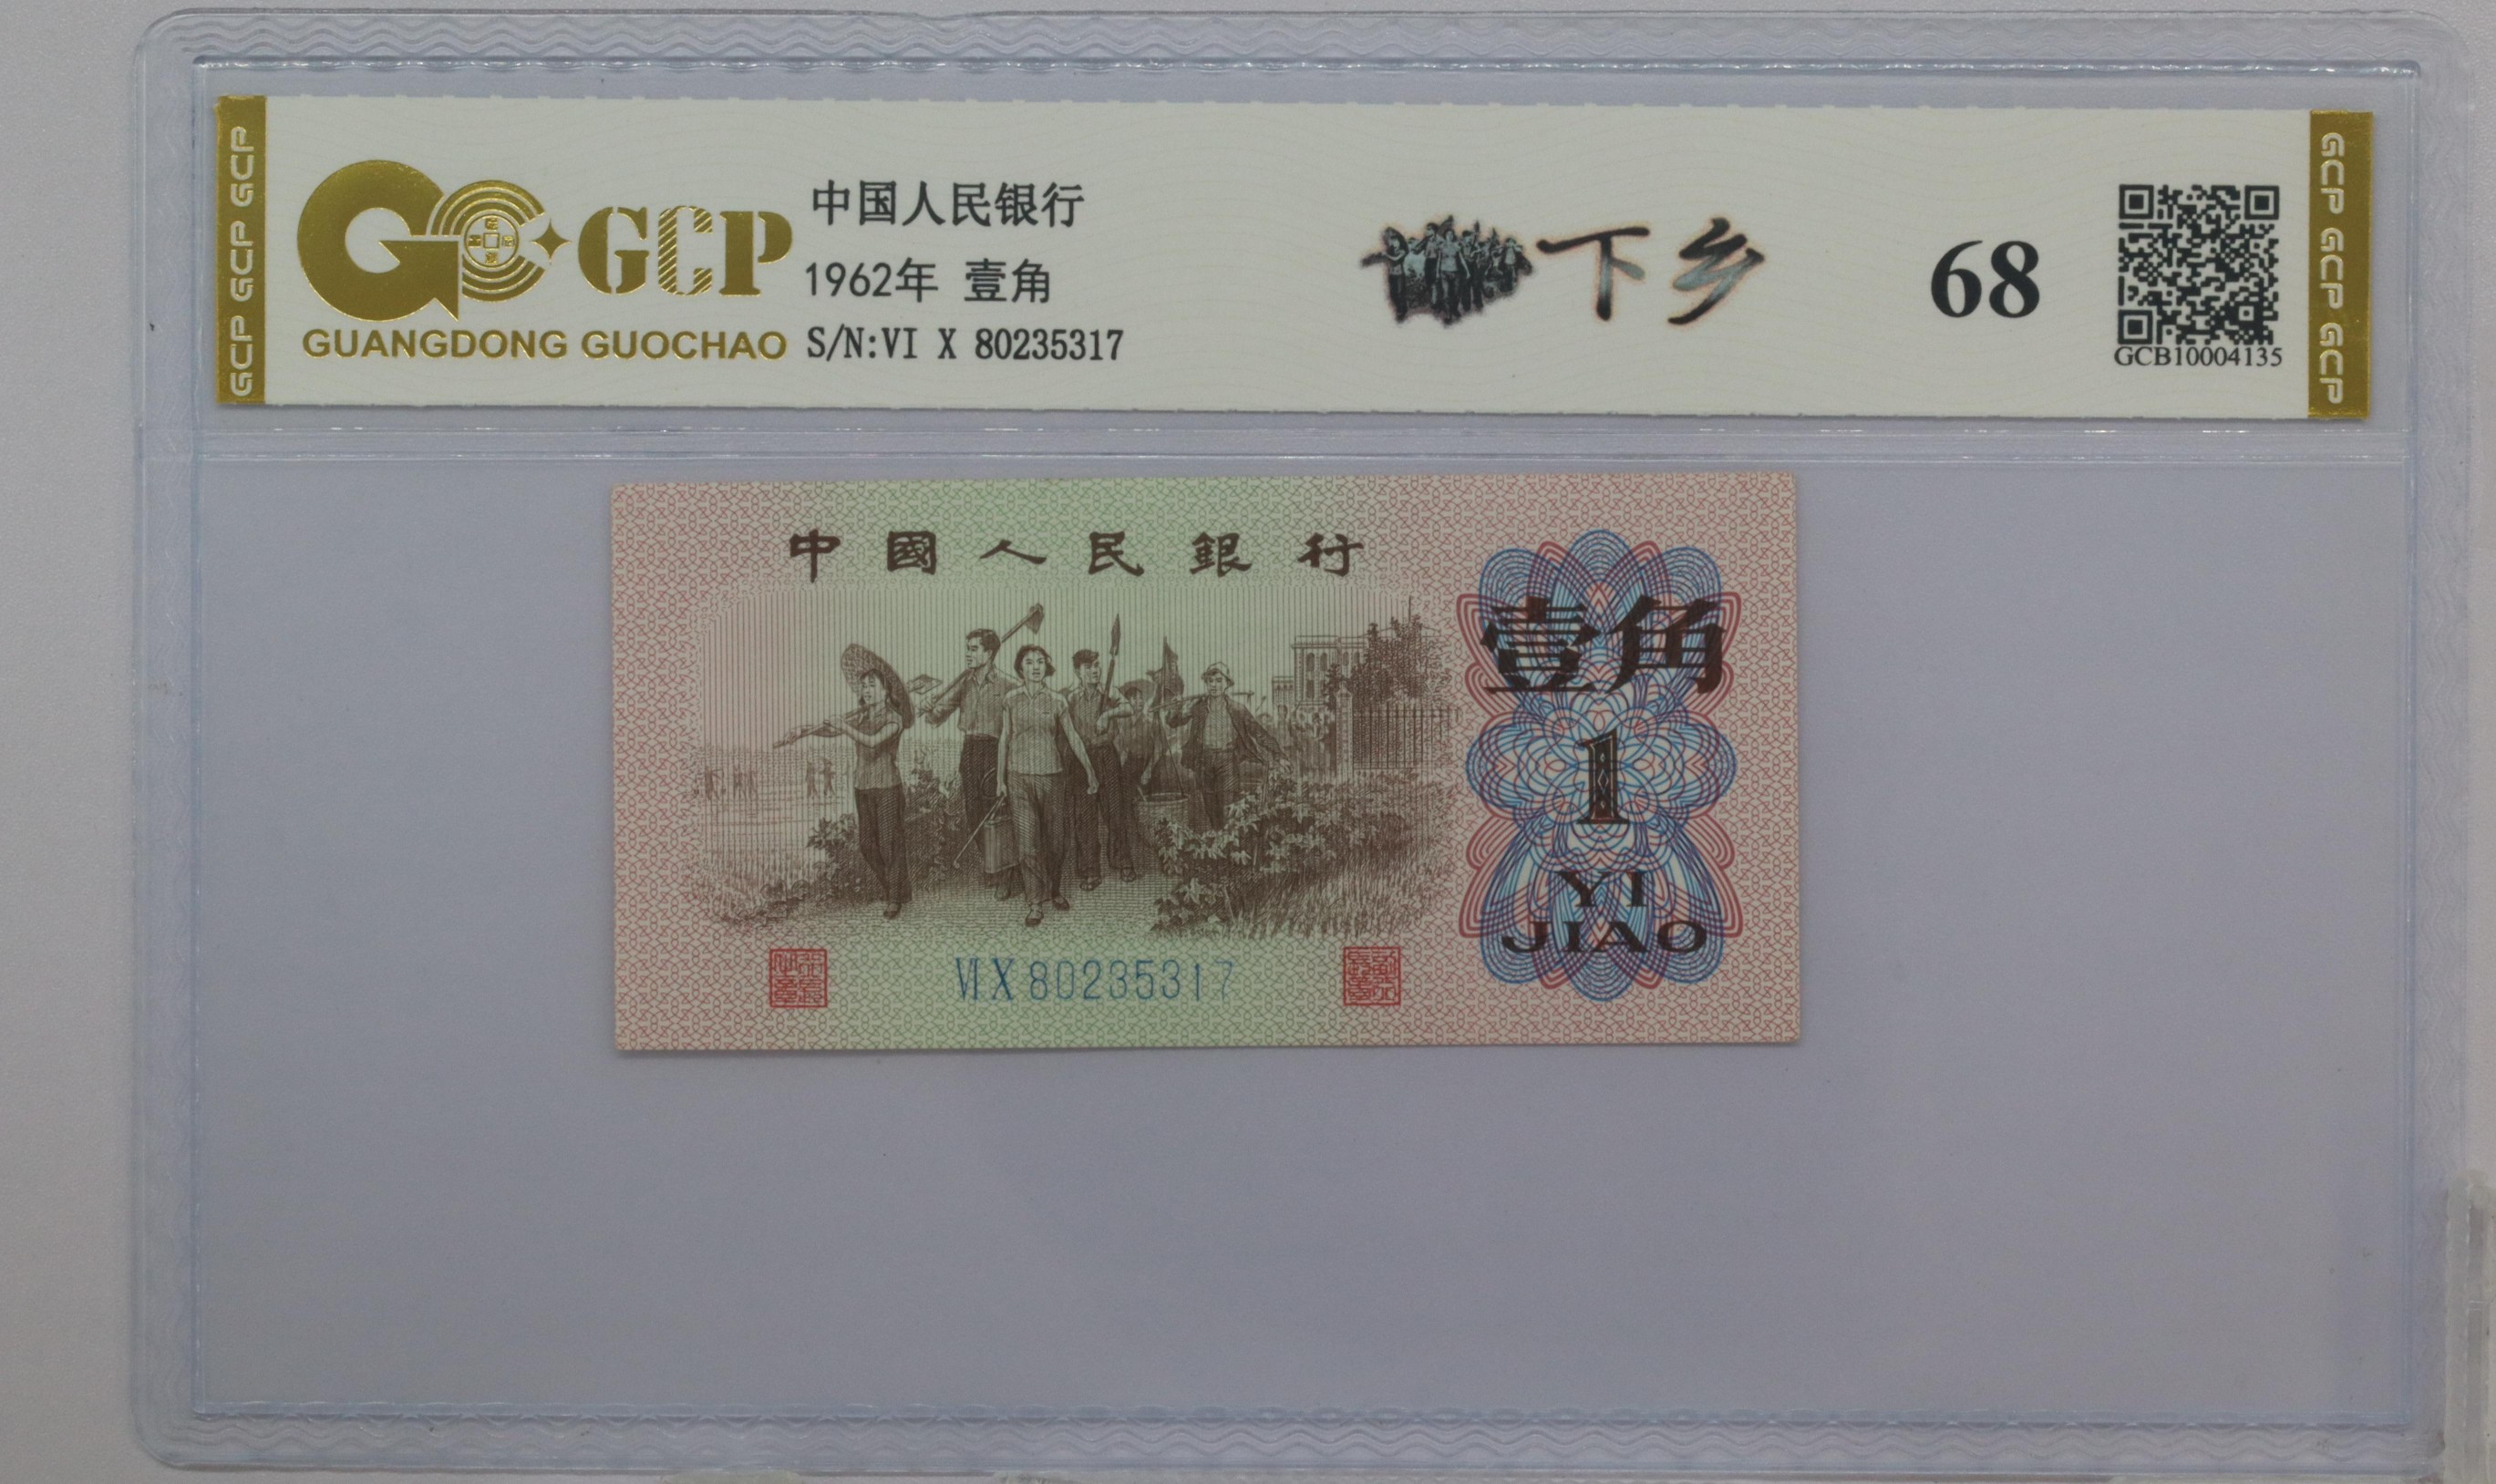 GCP GCP GCP
GCP
GUANGDONG GUOCHAO
中国人民银行
1962年 壹角
S/N:VI X 80235317
下乡
68
GCB10004135
GCP GCP GCP
中國人民銀行
壹角
1
YI
JIAO
VI X 80235317